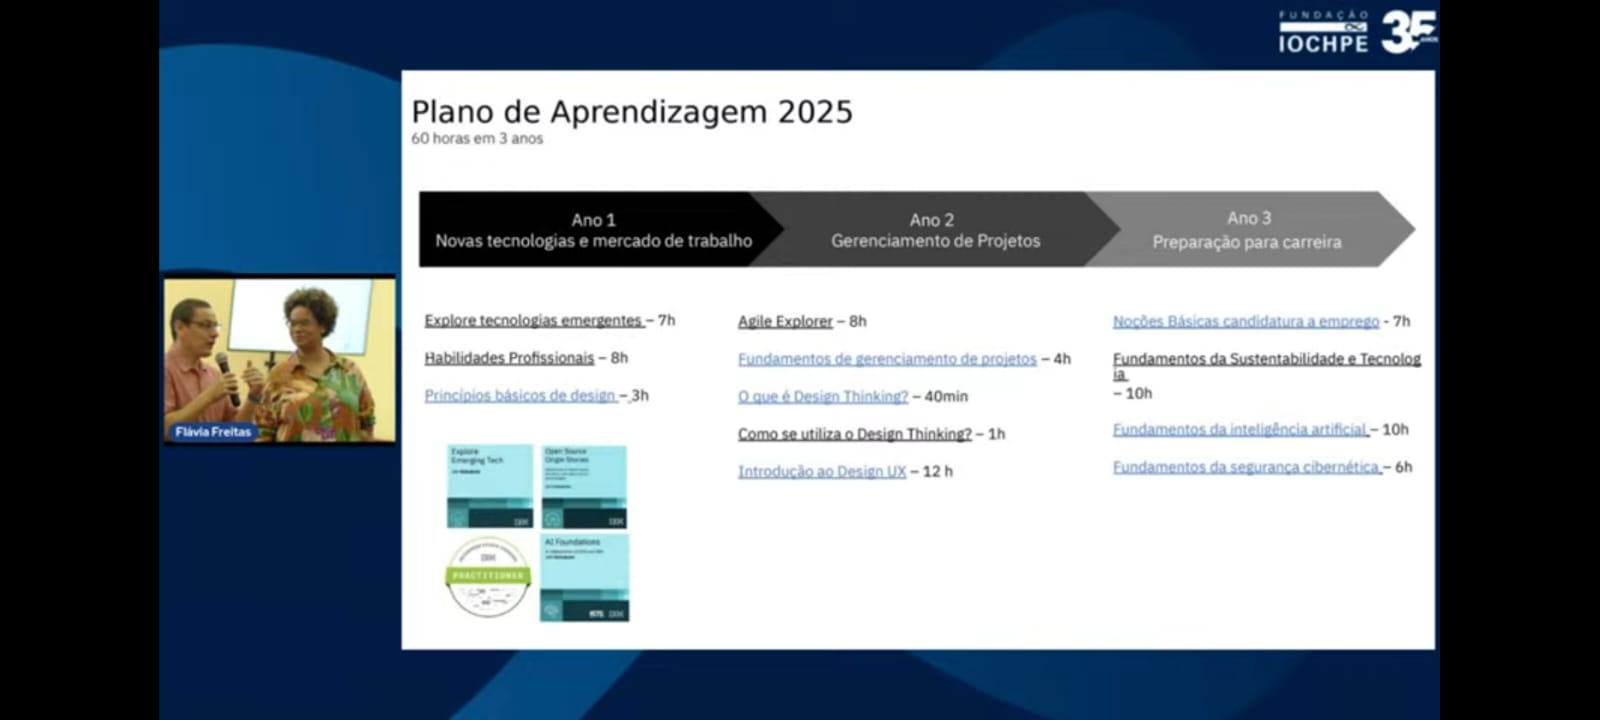 FUNDAÇÃO
IOCHPE
35
ANOS
Plano de Aprendizagem 2025
60 horas em 3 anos
Ano 1
Novas tecnologias e mercado de trabalho
Ano 2
Gerenciamento de Projetos
Ano 3
Preparação para carreira
Explore tecnologias emergentes – 7h
Habilidades Profissionais – 8h
Princípios básicos de design – 3h
Agile Explorer – 8h
Fundamentos de gerenciamento de projetos – 4h
O que é Design Thinking? – 40min
Como se utiliza o Design Thinking? – 1h
Introdução ao Design UX – 12 h
Noções Básicas candidatura a emprego - 7h
Fundamentos da Sustentabilidade e Tecnolog
ia
– 10h
Fundamentos da inteligência artificial – 10h
Fundamentos da segurança cibernética – 6h
Explore
Emerging Tech
IBM
Open Source
Origin Stories
IBM
IBM
PRACTITIONER
AI Foundations
IBM
Flávia Freitas